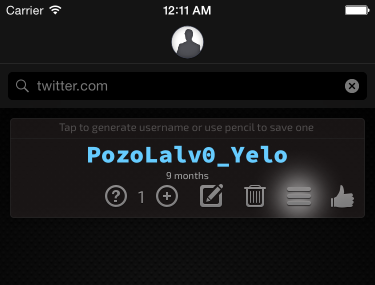 Carrier 12:11 AM
twitter.com
Tap to generate username or use pencil to save one
PozoLalv0_Yelo
9 months
? 1 +